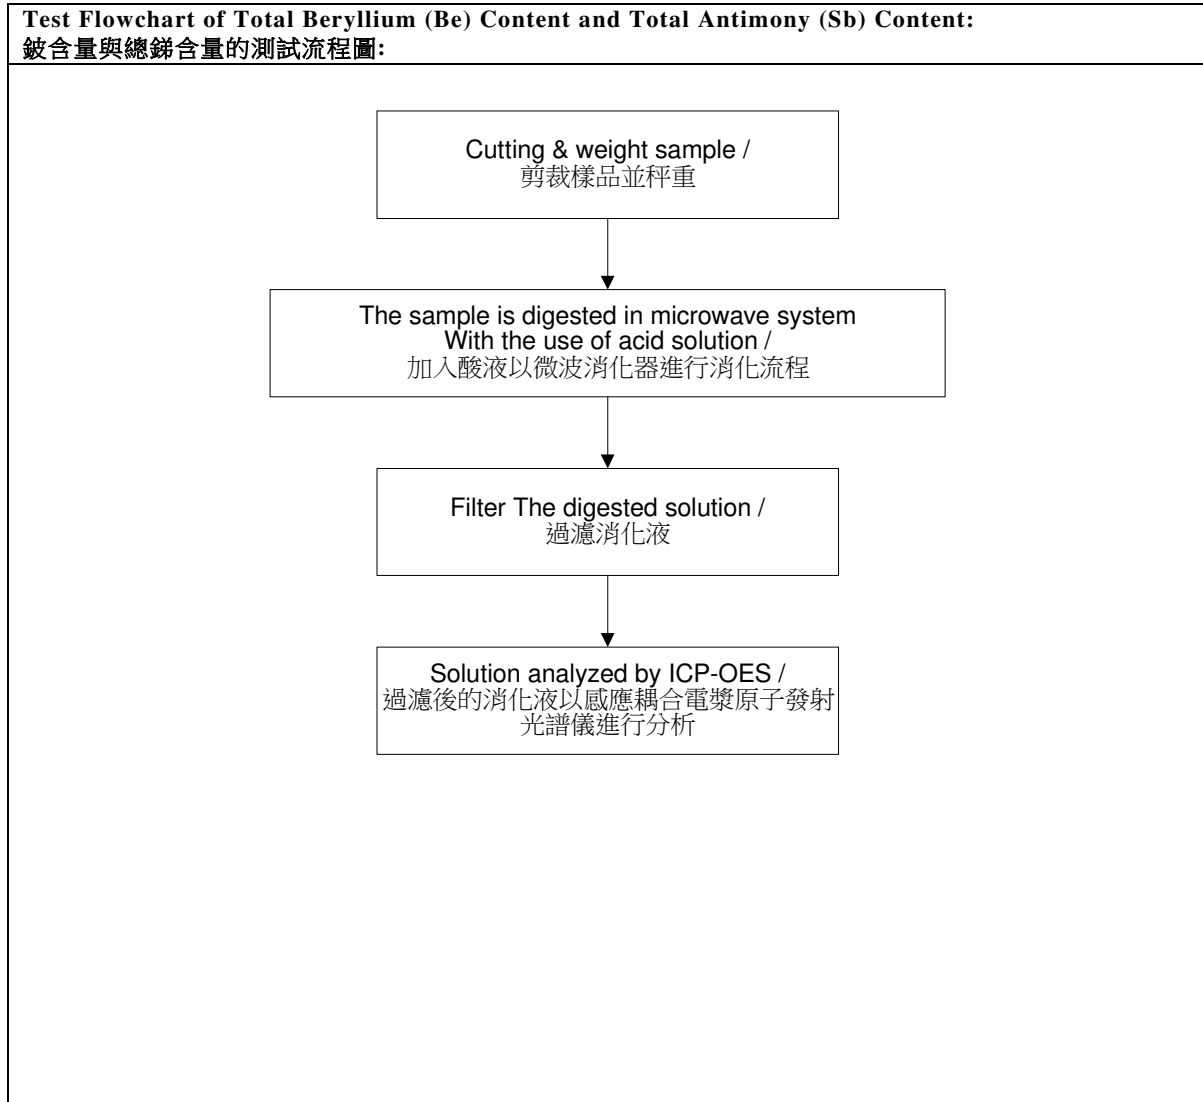 Test Flowchart of Total Beryllium (Be) Content and Total Antimony (Sb) Content:
鈹含量與總銻含量的測試流程圖:
Cutting & weight sample /
剪裁樣品並秤重
The sample is digested in microwave system
With the use of acid solution /
加入酸液以微波消化器進行消化流程
Filter The digested solution /
過濾消化液
Solution analyzed by ICP-OES /
過濾後的消化液以感應耦合電漿原子發射
光譜儀進行分析